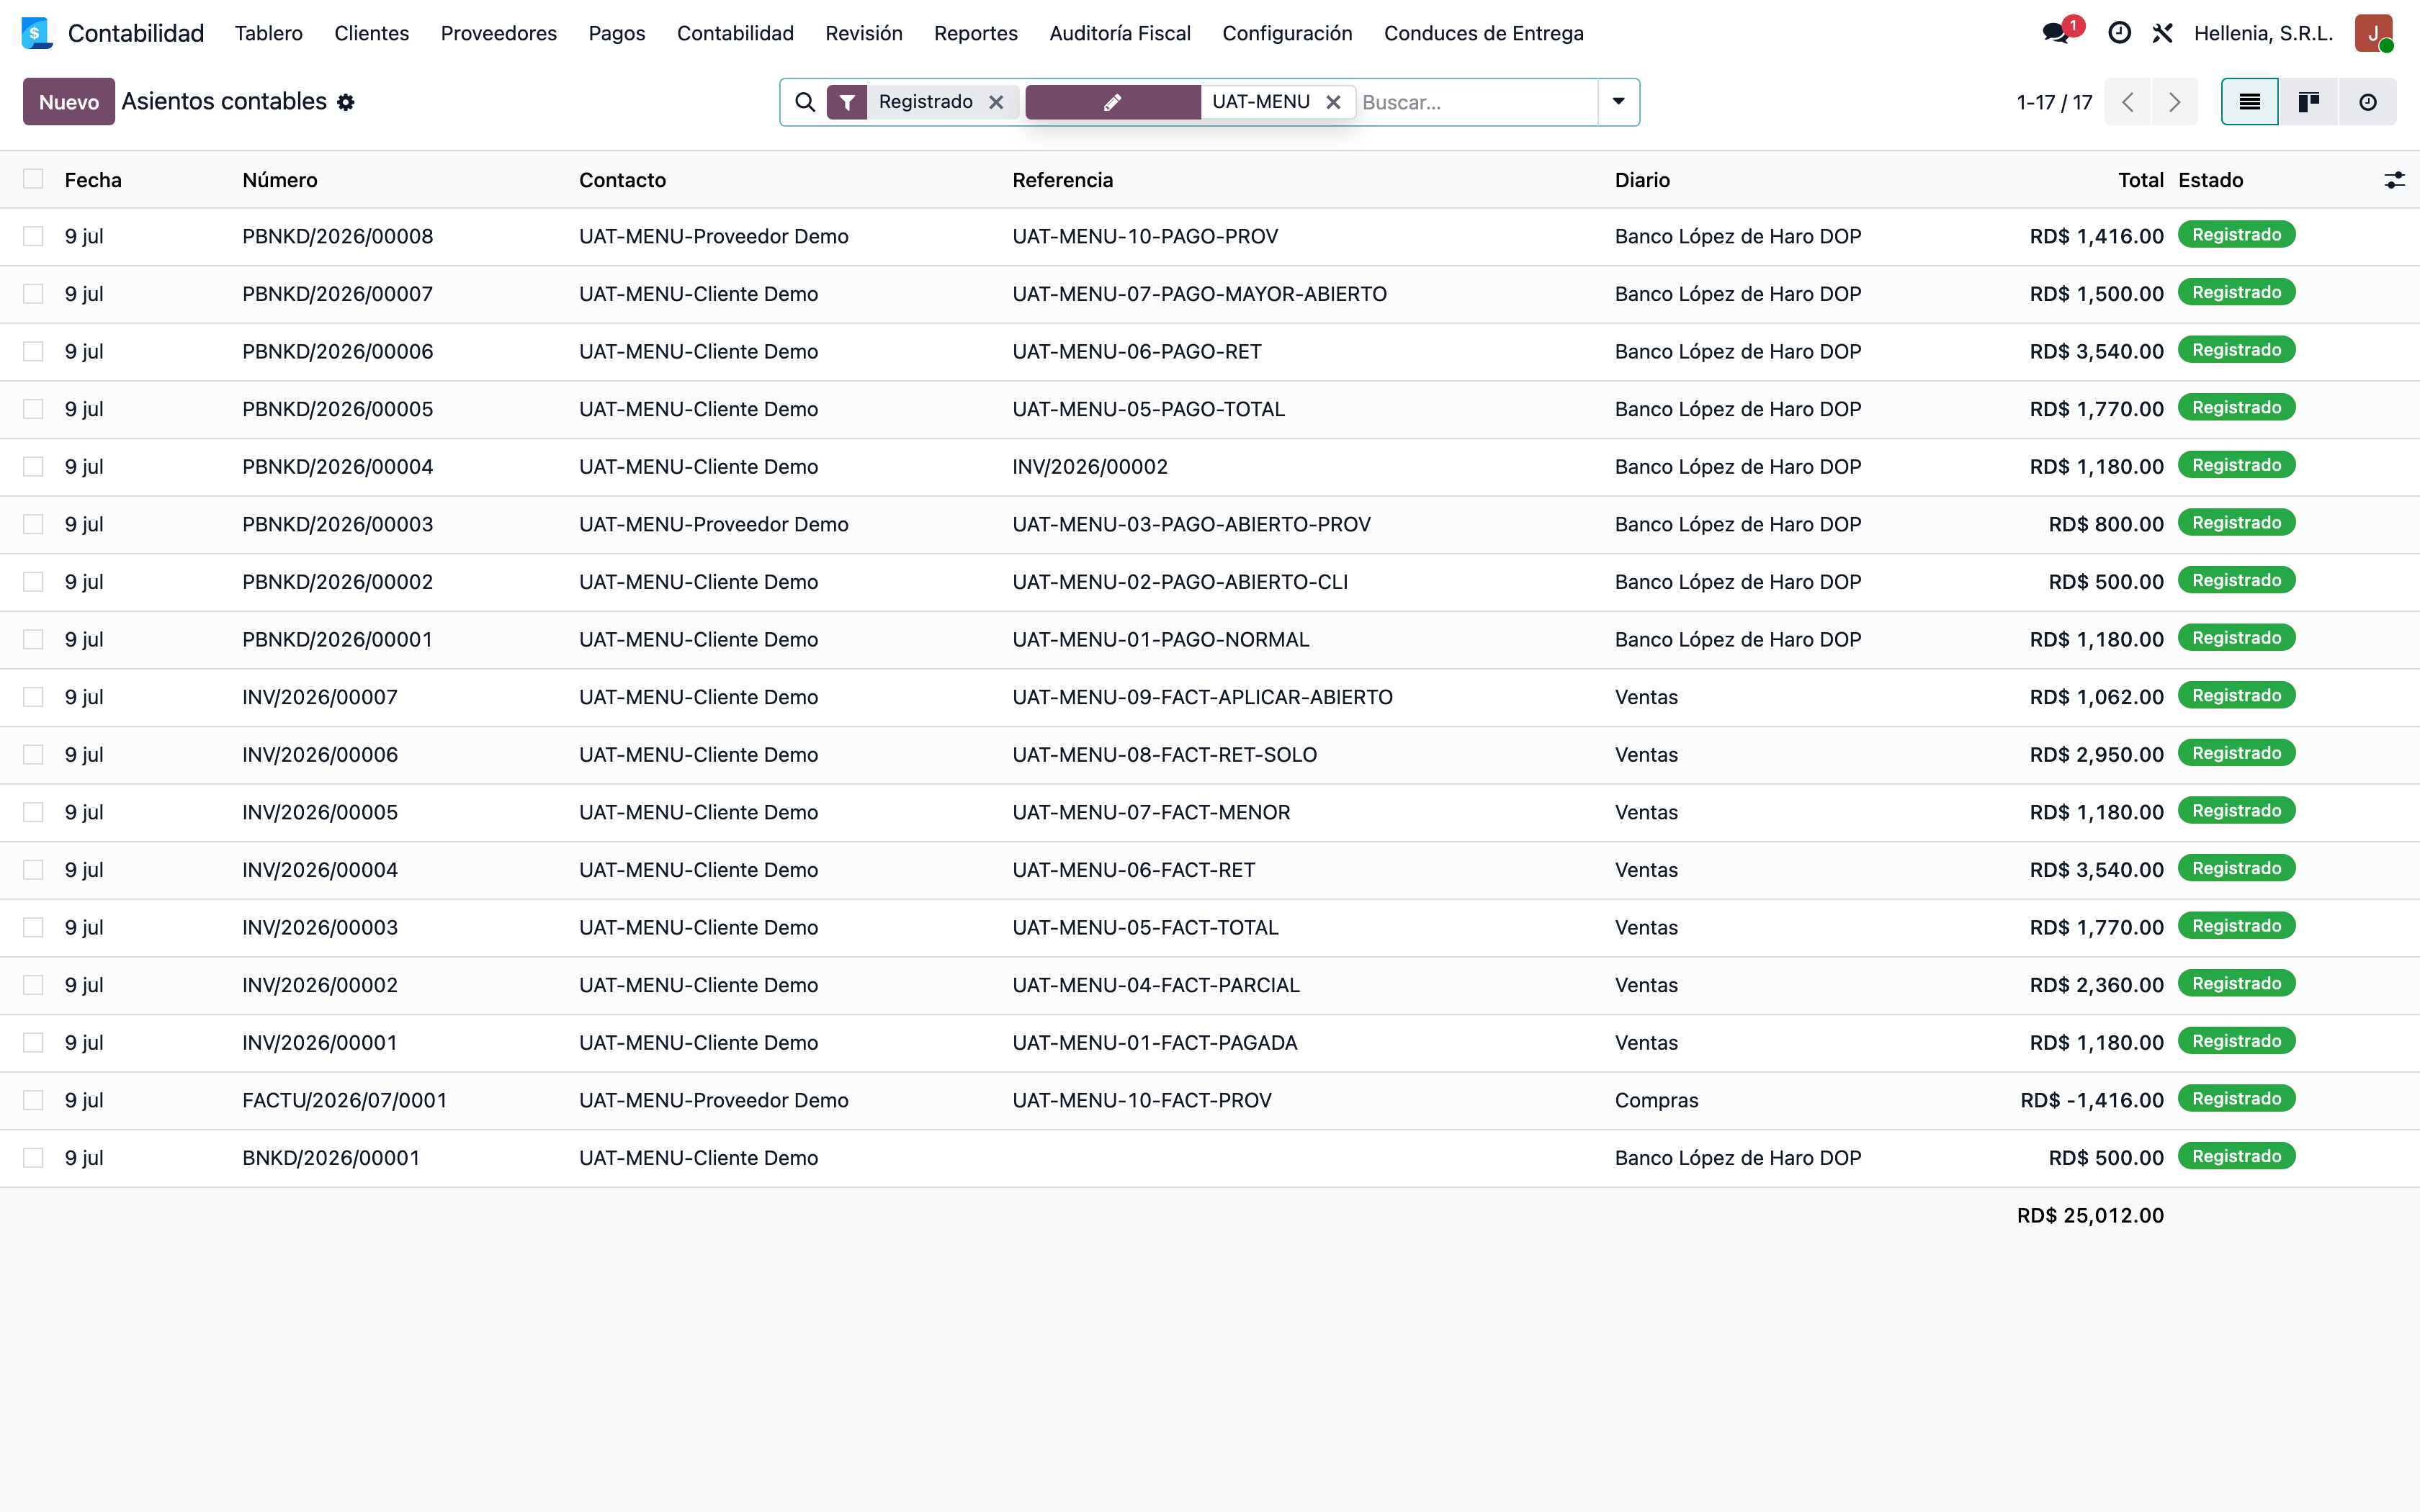 Contabilidad Tablero Clientes Proveedores Pagos Contabilidad Revisión Reportes Auditoría Fiscal Configuración Conduces de Entrega 1 Hellenia, S.R.L. J
Nuevo Asientos contables Registrado UAT-MENU Buscar... 1-17 / 17
Fecha Número Contacto Referencia Diario Total Estado
9 jul PBNKD/2026/00008 UAT-MENU-Proveedor Demo UAT-MENU-10-PAGO-PROV Banco López de Haro DOP RD$ 1,416.00 Registrado
9 jul PBNKD/2026/00007 UAT-MENU-Cliente Demo UAT-MENU-07-PAGO-MAYOR-ABIERTO Banco López de Haro DOP RD$ 1,500.00 Registrado
9 jul PBNKD/2026/00006 UAT-MENU-Cliente Demo UAT-MENU-06-PAGO-RET Banco López de Haro DOP RD$ 3,540.00 Registrado
9 jul PBNKD/2026/00005 UAT-MENU-Cliente Demo UAT-MENU-05-PAGO-TOTAL Banco López de Haro DOP RD$ 1,770.00 Registrado
9 jul PBNKD/2026/00004 UAT-MENU-Cliente Demo INV/2026/00002 Banco López de Haro DOP RD$ 1,180.00 Registrado
9 jul PBNKD/2026/00003 UAT-MENU-Proveedor Demo UAT-MENU-03-PAGO-ABIERTO-PROV Banco López de Haro DOP RD$ 800.00 Registrado
9 jul PBNKD/2026/00002 UAT-MENU-Cliente Demo UAT-MENU-02-PAGO-ABIERTO-CLI Banco López de Haro DOP RD$ 500.00 Registrado
9 jul PBNKD/2026/00001 UAT-MENU-Cliente Demo UAT-MENU-01-PAGO-NORMAL Banco López de Haro DOP RD$ 1,180.00 Registrado
9 jul INV/2026/00007 UAT-MENU-Cliente Demo UAT-MENU-09-FACT-APLICAR-ABIERTO Ventas RD$ 1,062.00 Registrado
9 jul INV/2026/00006 UAT-MENU-Cliente Demo UAT-MENU-08-FACT-RET-SOLO Ventas RD$ 2,950.00 Registrado
9 jul INV/2026/00005 UAT-MENU-Cliente Demo UAT-MENU-07-FACT-MENOR Ventas RD$ 1,180.00 Registrado
9 jul INV/2026/00004 UAT-MENU-Cliente Demo UAT-MENU-06-FACT-RET Ventas RD$ 3,540.00 Registrado
9 jul INV/2026/00003 UAT-MENU-Cliente Demo UAT-MENU-05-FACT-TOTAL Ventas RD$ 1,770.00 Registrado
9 jul INV/2026/00002 UAT-MENU-Cliente Demo UAT-MENU-04-FACT-PARCIAL Ventas RD$ 2,360.00 Registrado
9 jul INV/2026/00001 UAT-MENU-Cliente Demo UAT-MENU-01-FACT-PAGADA Ventas RD$ 1,180.00 Registrado
9 jul FACTU/2026/07/0001 UAT-MENU-Proveedor Demo UAT-MENU-10-FACT-PROV Compras RD$ -1,416.00 Registrado
9 jul BNKD/2026/00001 UAT-MENU-Cliente Demo Banco López de Haro DOP RD$ 500.00 Registrado
RD$ 25,012.00